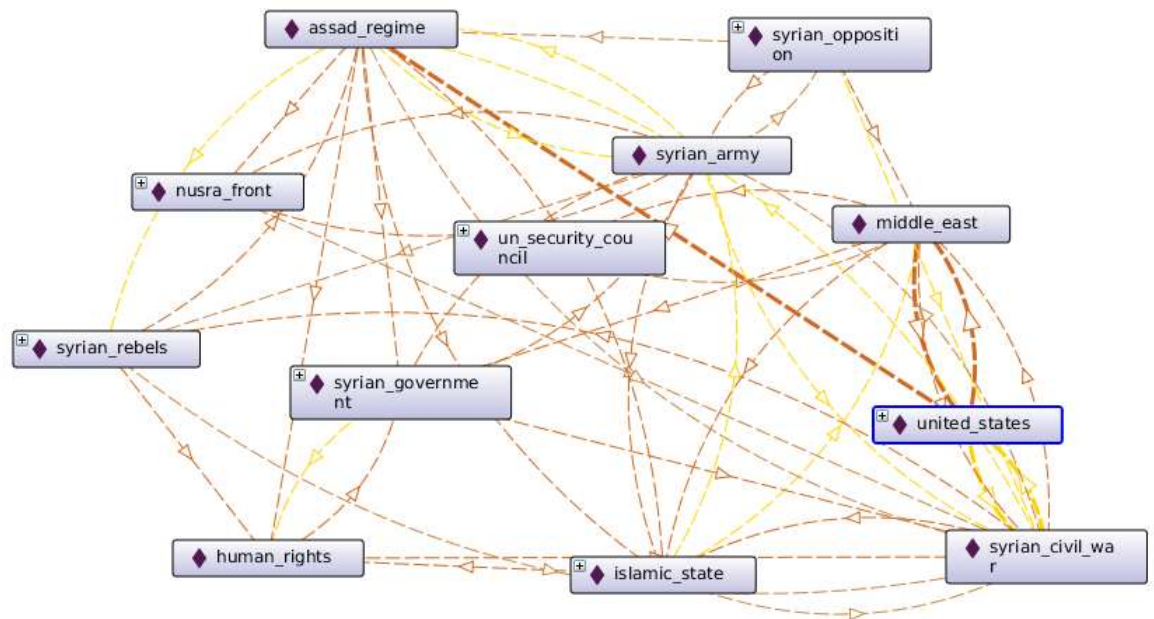 assad_regime
syrian_oppositi
on
syrian_army
nusra_front
un_security_cou
ncil
middle_east
syrian_rebels
syrian_governme
nt
united_states
human_rights
islamic_state
syrian_civil_wa
r